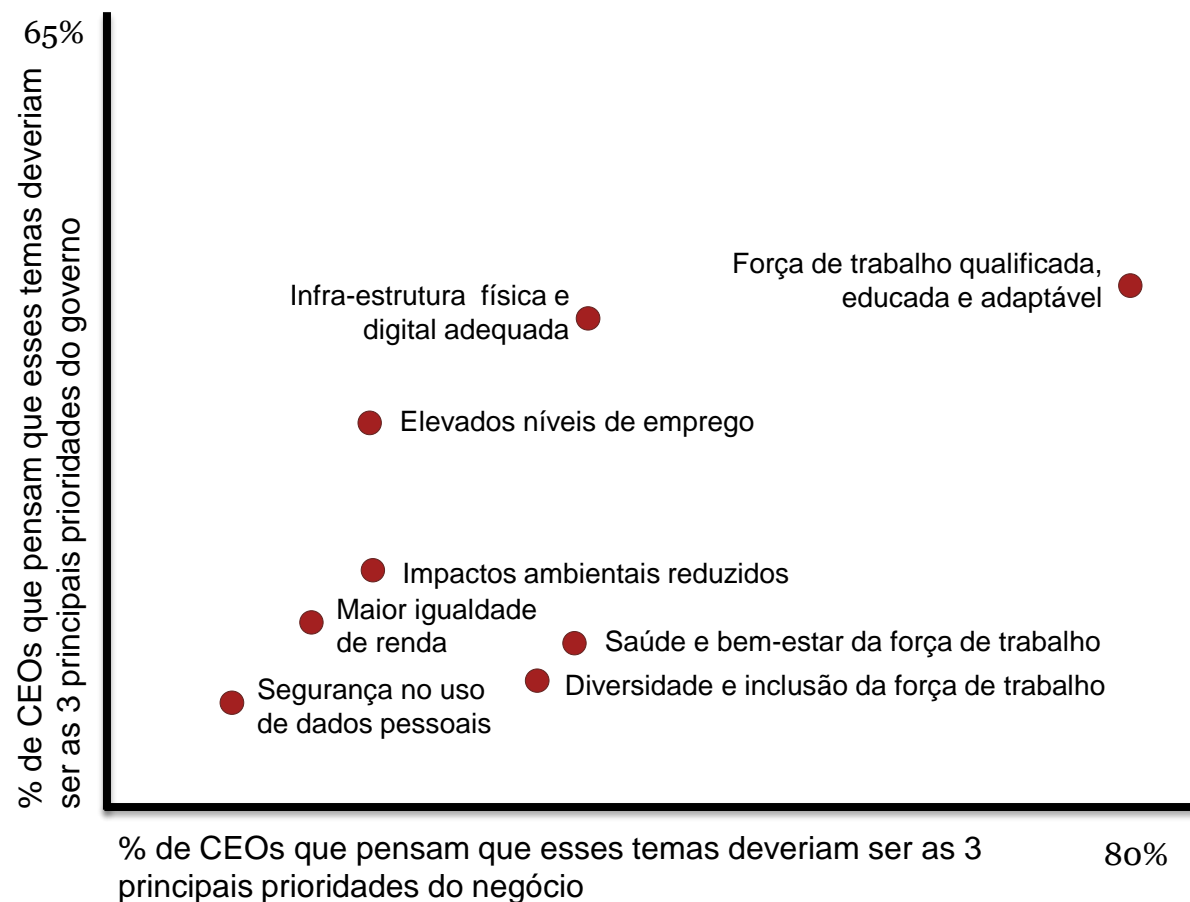 65%
% de CEOs que pensam que esses temas deveriam
ser as 3 principais prioridades do governo
Força de trabalho qualificada,
educada e adaptável
Infra-estrutura física e
digital adequada
Elevados níveis de emprego
Impactos ambientais reduzidos
Maior igualdade
de renda
Saúde e bem-estar da força de trabalho
Diversidade e inclusão da força de trabalho
Segurança no uso
de dados pessoais
% de CEOs que pensam que esses temas deveriam ser as 3
principais prioridades do negócio
80%